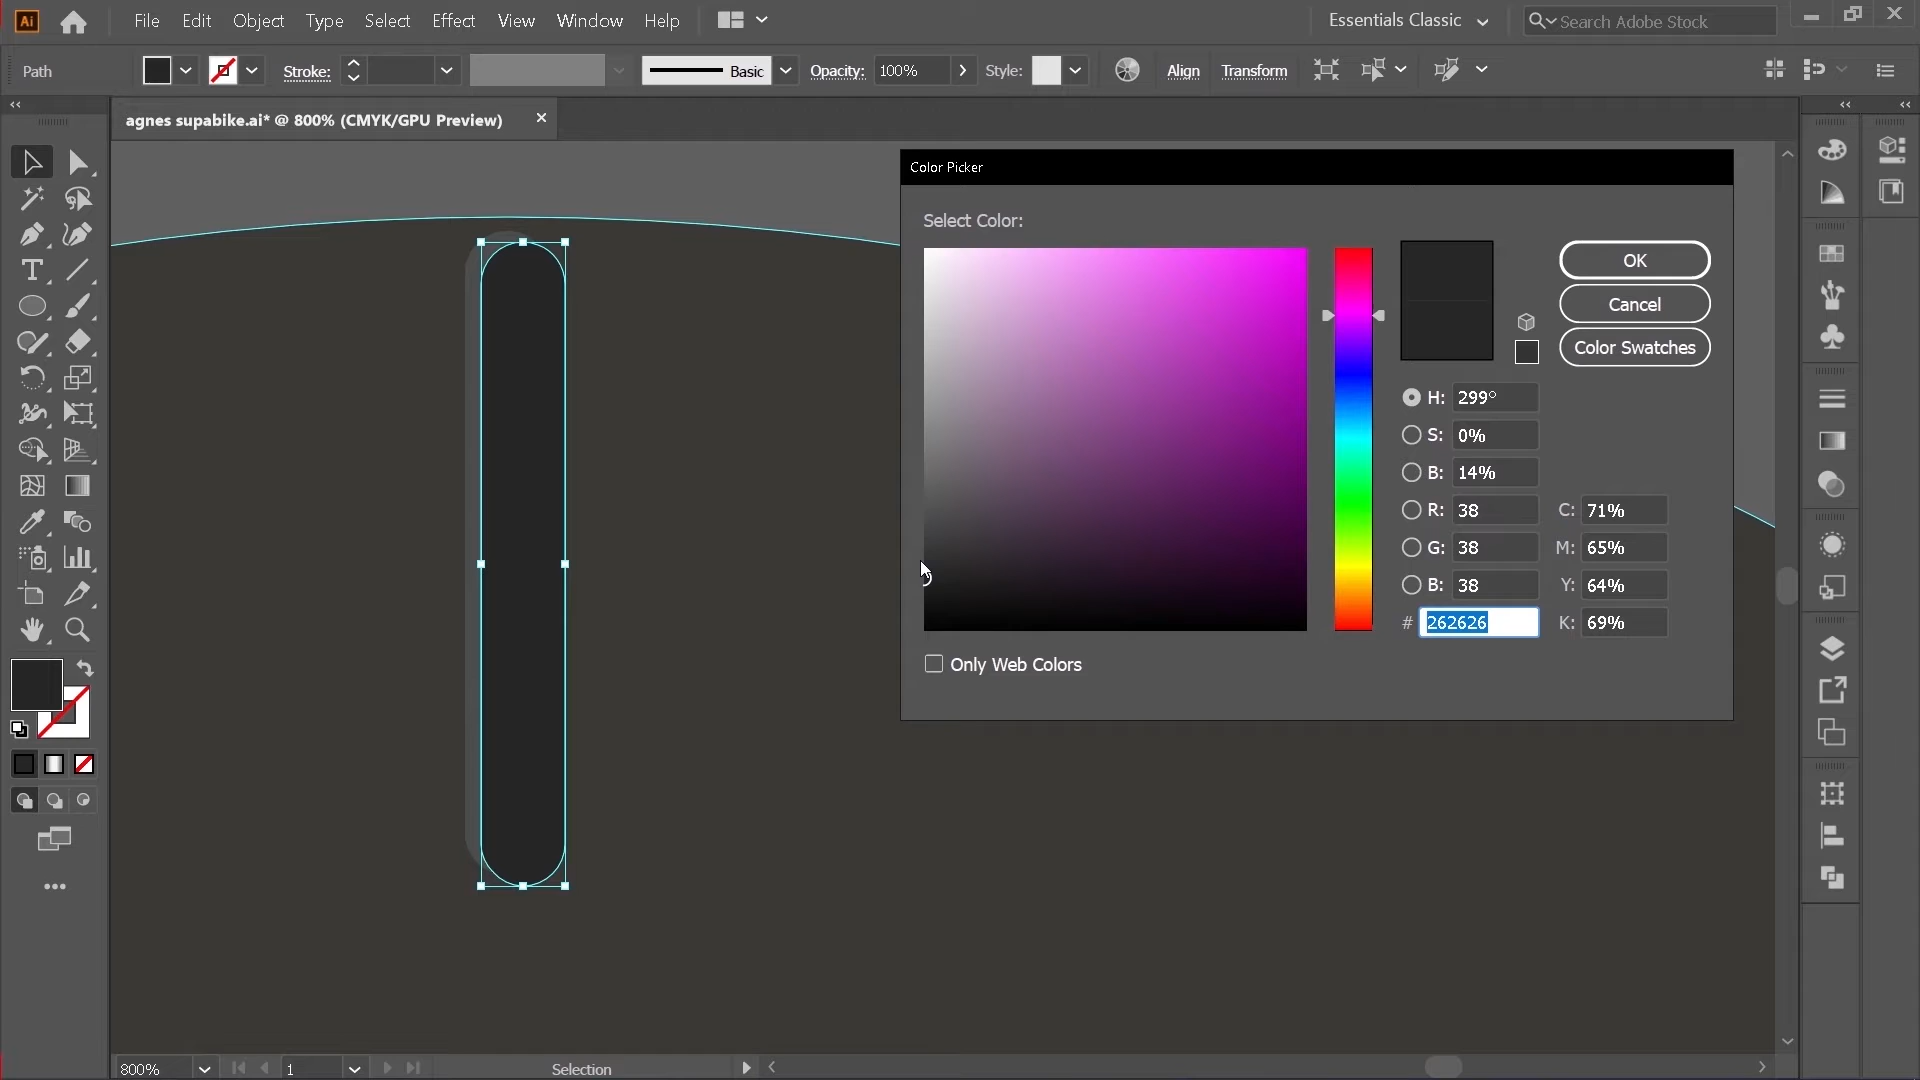 Ai File Edit Object Type Select Effect View Window Help Essentials Classic Search Adobe Stock
Path Stroke: Basic Opacity: 100% Style: Align Transform
agnes supabike.ai* @ 800% (CMYK/GPU Preview)
Color Picker
Select Color:
OK
Cancel
Color Swatches
H: 299°
S: 0%
B: 14%
R: 38 C: 71%
G: 38 M: 65%
B: 38 Y: 64%
# 262626 K: 69%
Only Web Colors
800% 1 Selection